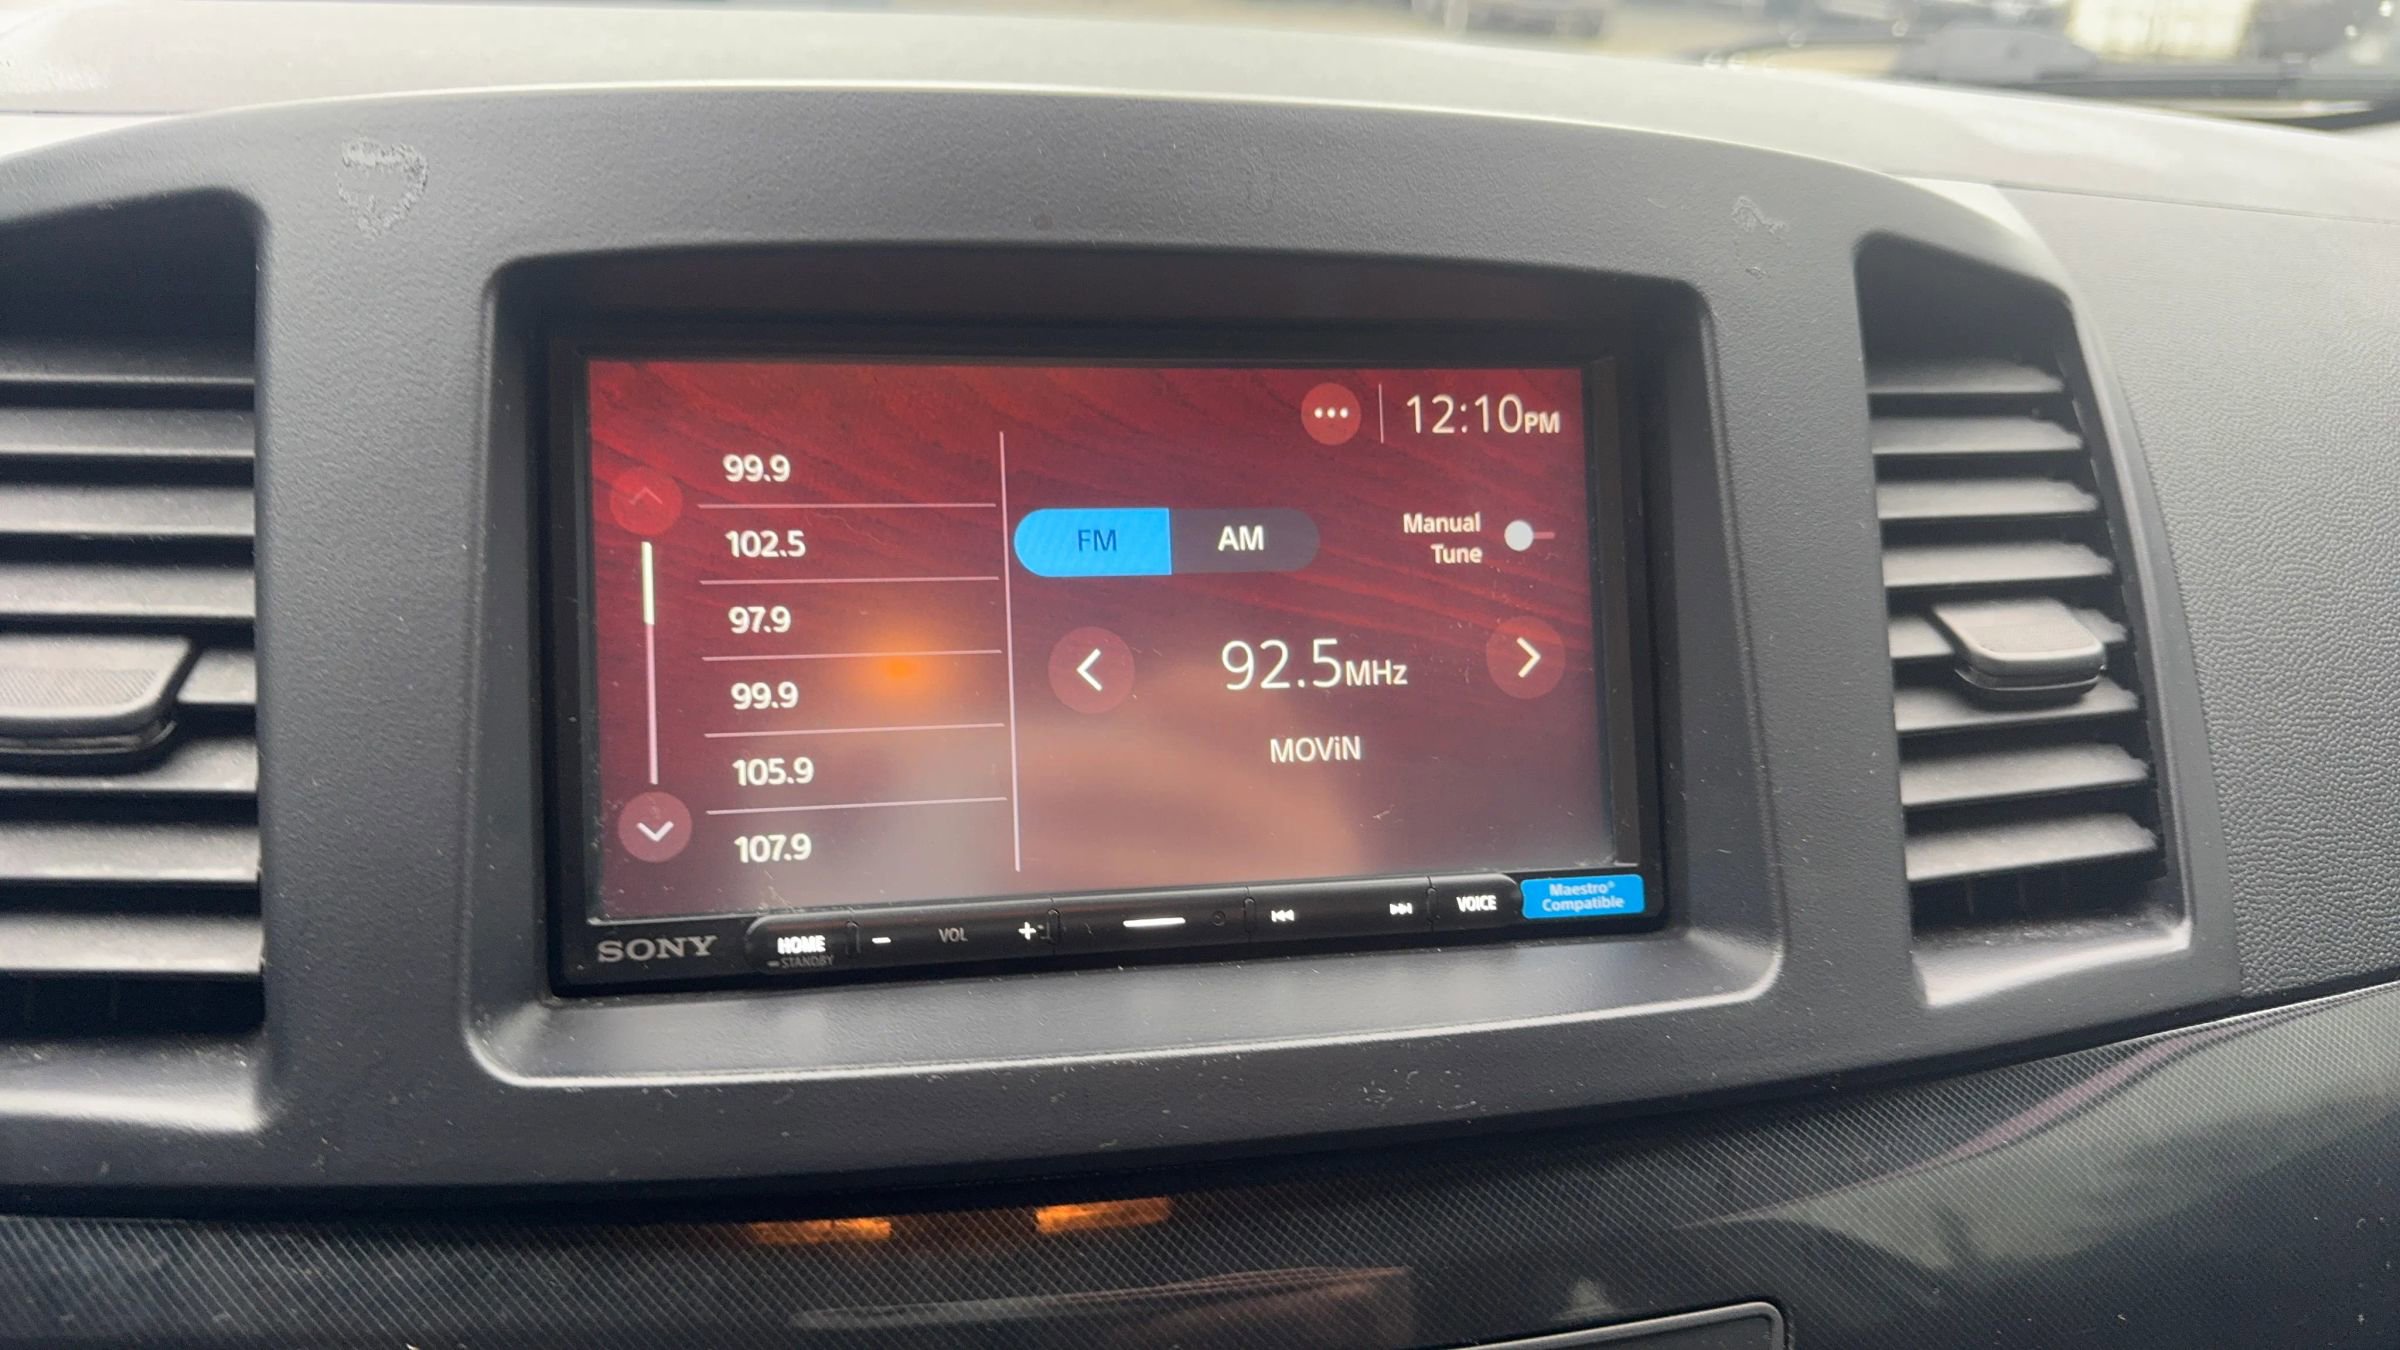 12:10PM
99.9
102.5
97.9
99.9
105.9
107.9
FM AM
Manual
Tune
92.5MHz
MOViN
SONY
HOME
STANDBY
- VOL +
VOICE
Maestro®
Compatible